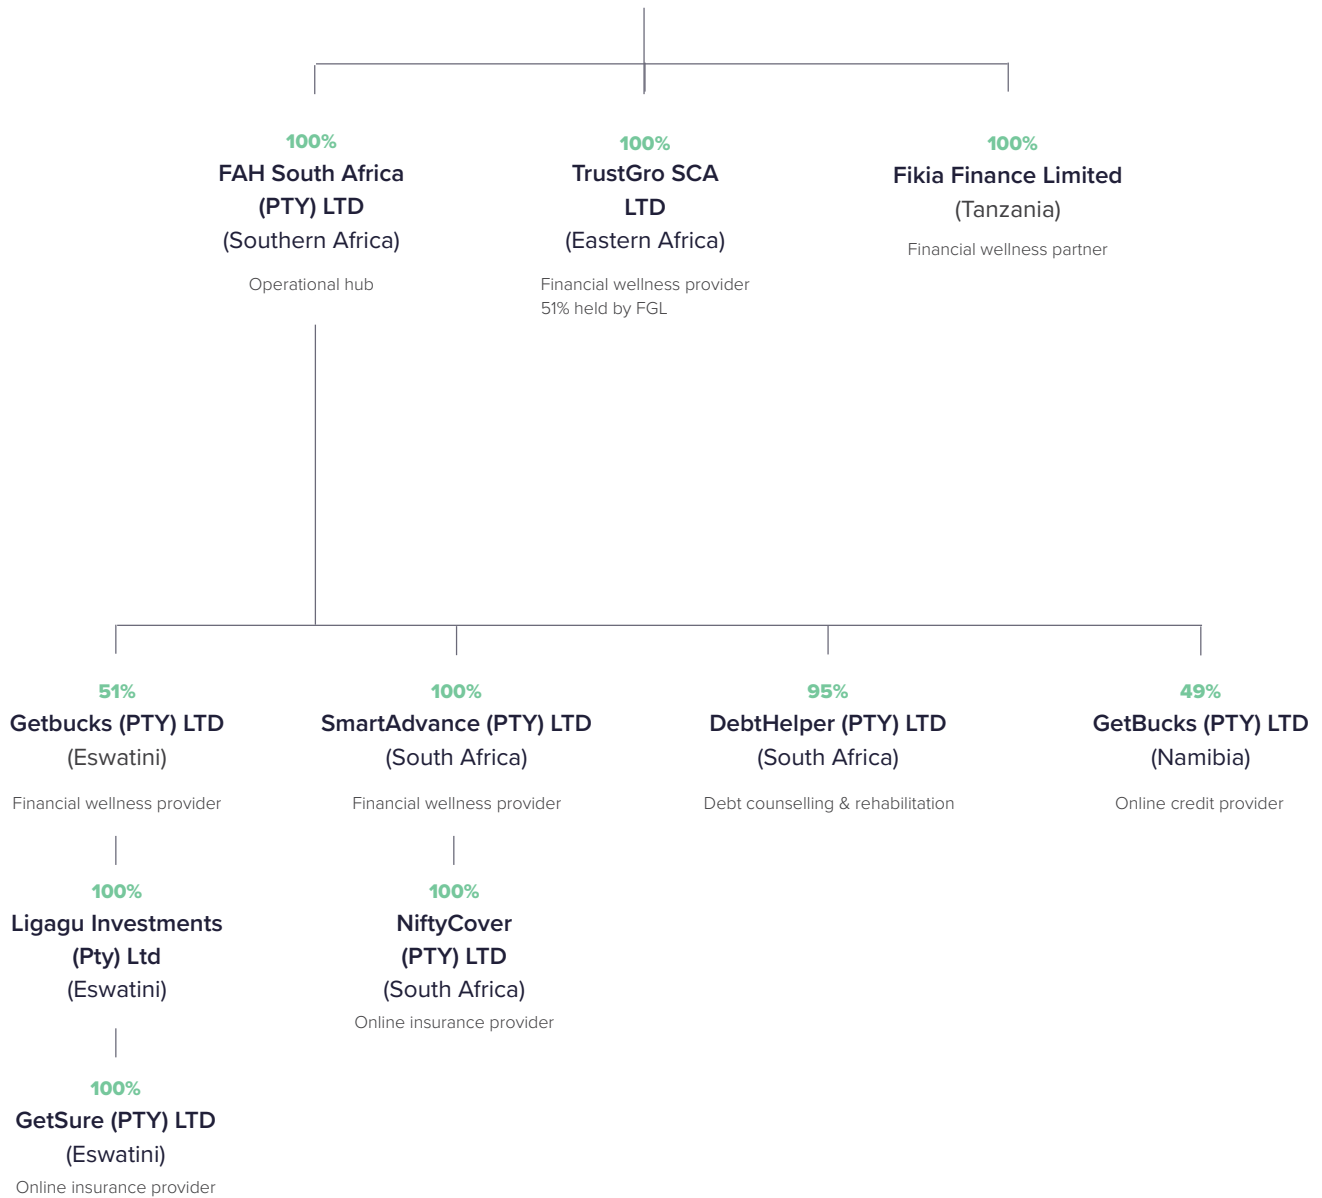 100%
FAH South Africa
(PTY) LTD
(Southern Africa)
Operational hub
100%
TrustGro SCA
LTD
(Eastern Africa)
Financial wellness provider
51% held by FGL
100%
Fikia Finance Limited
(Tanzania)
Financial wellness partner
51%
Getbucks (PTY) LTD
(Eswatini)
Financial wellness provider
100%
Ligagu Investments
(Pty) Ltd
(Eswatini)
100%
GetSure (PTY) LTD
(Eswatini)
Online insurance provider
100%
SmartAdvance (PTY) LTD
(South Africa)
Financial wellness provider
100%
NiftyCover
(PTY) LTD
(South Africa)
Online insurance provider
95%
DebtHelper (PTY) LTD
(South Africa)
Debt counselling & rehabilitation
49%
GetBucks (PTY) LTD
(Namibia)
Online credit provider